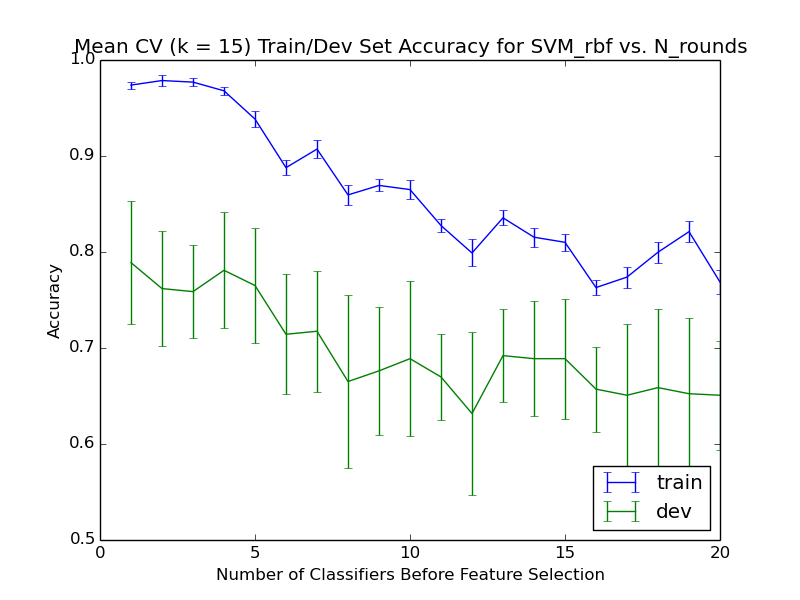 Mean CV (k = 15) Train/Dev Set Accuracy for SVM_rbf vs. N_rounds
1.0
0.9
0.8
0.7
0.6
0.5
Accuracy
train
dev
0 5 10 15 20
Number of Classifiers Before Feature Selection